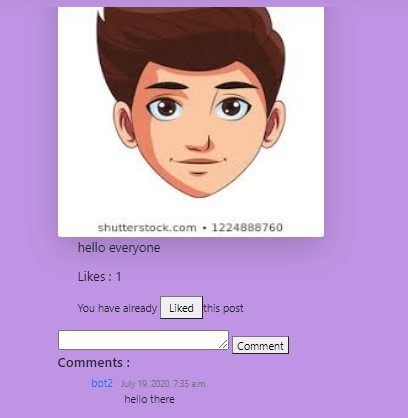 shutterstock.com • 1224888760
hello everyone
Likes : 1
You have already Liked this post
Comment
Comments :
bot2 July 19, 2020, 7:35 a.m.
hello there